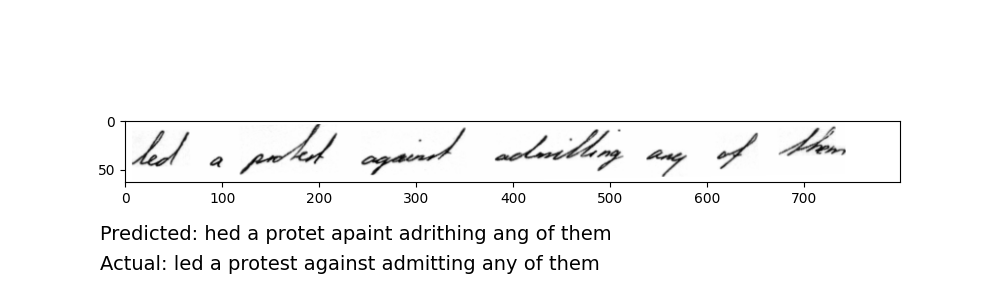 0
50
led a protest against admitting any of them
0 100 200 300 400 500 600 700
Predicted: hed a protet apaint adrithing ang of them
Actual: led a protest against admitting any of them